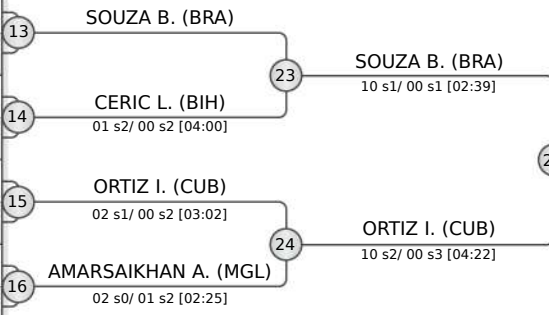 SOUZA B. (BRA)
13
23
SOUZA B. (BRA)
10 s1/ 00 s1 [02:39]
CERIC L. (BIH)
14
01 s2/ 00 s2 [04:00]
ORTIZ I. (CUB)
15
02 s1/ 00 s2 [03:02]
24
ORTIZ I. (CUB)
10 s2/ 00 s3 [04:22]
AMARSAIKHAN A. (MGL)
16
02 s0/ 01 s2 [02:25]